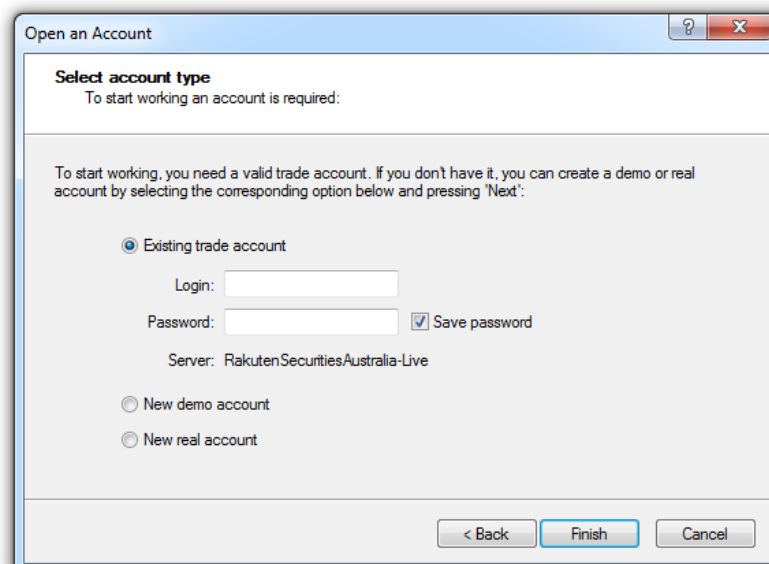 Open an Account
Select account type
To start working an account is required:
To start working, you need a valid trade account. If you don't have it, you can create a demo or real
account by selecting the corresponding option below and pressing 'Next':
Existing trade account
Login:
Password:
Save password
Server: RakutenSecuritiesAustralia-Live
New demo account
New real account
< Back Finish Cancel